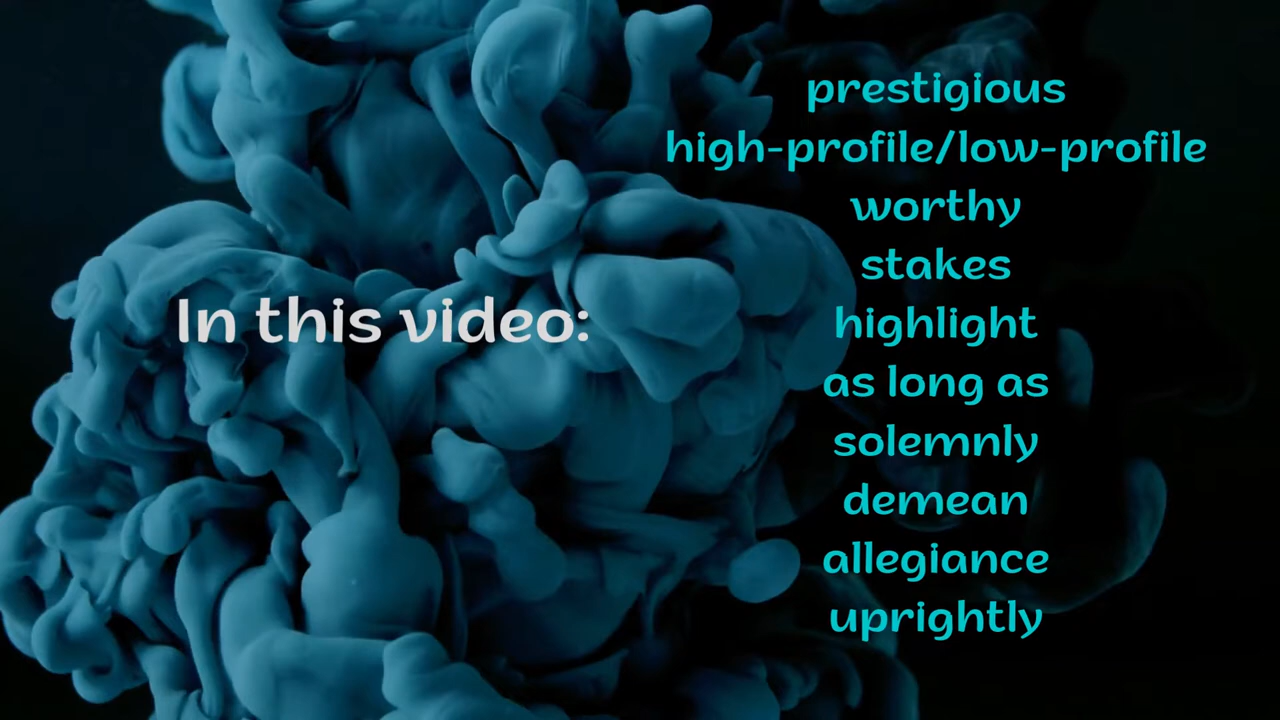 In this video:
prestigious
high-profile/low-profile
worthy
stakes
highlight
as long as
solemnly
demean
allegiance
uprightly